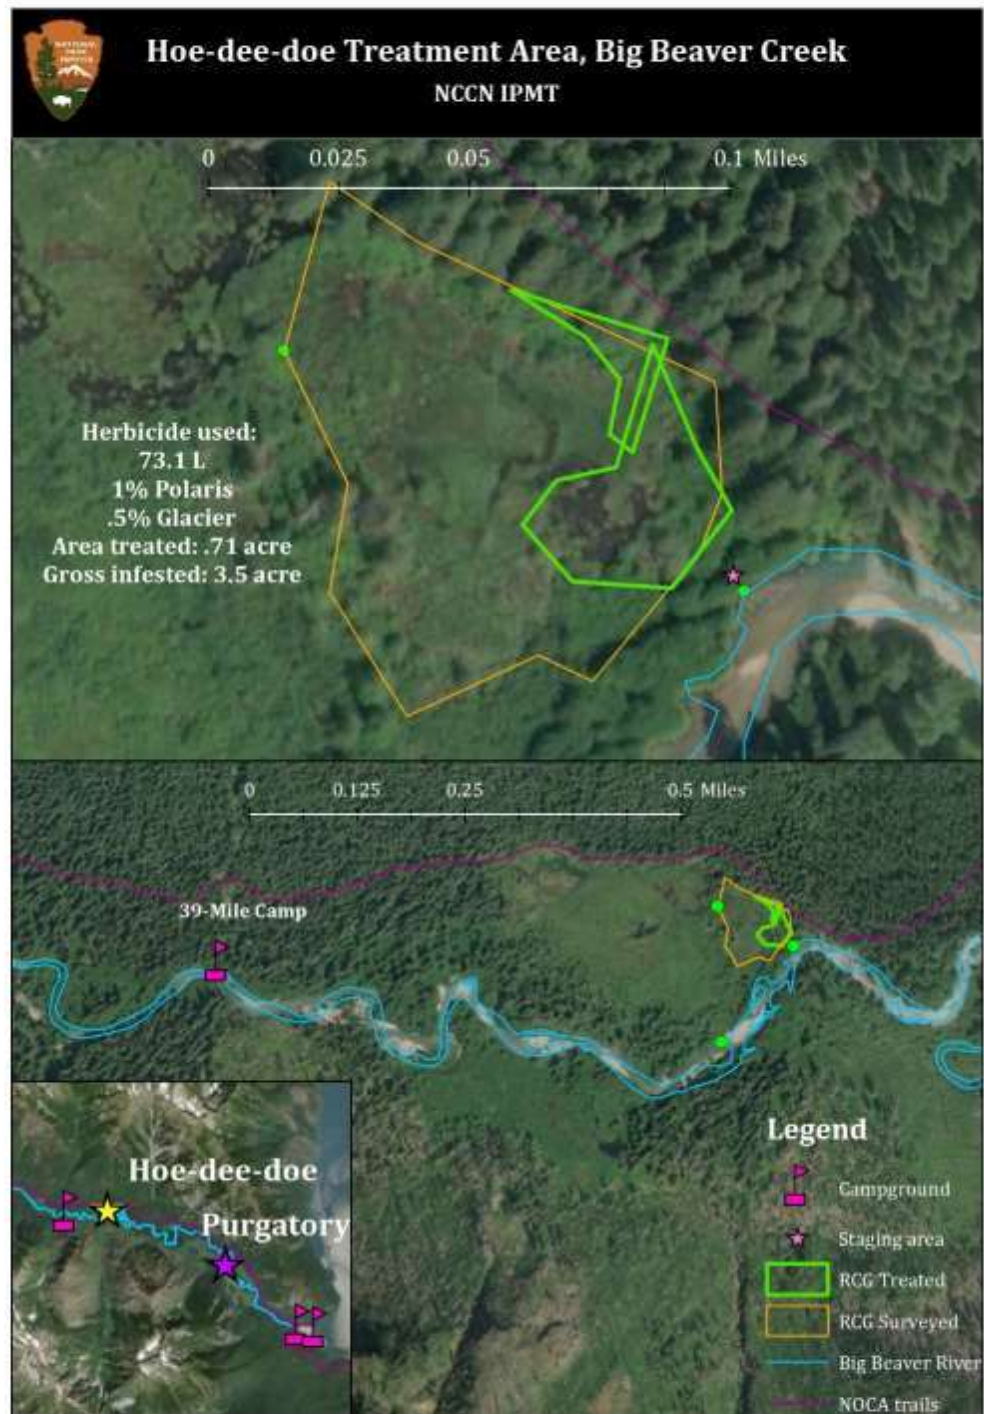 Hoe-dee-doe Treatment Area, Big Beaver Creek
NCCN IPMT
0 0.025 0.05 0.1 Miles
Herbicide used:
73.1 L
1% Polaris
.5% Glacier
Area treated: .71 acre
Gross infested: 3.5 acre
0 0.125 0.25 0.5 Miles
39-Mile Camp
Hoe-dee-doe
Purgatory
Legend
Campground
Staging area
RCG Treated
RCG Surveyed
Big Beaver River
NOCA trails